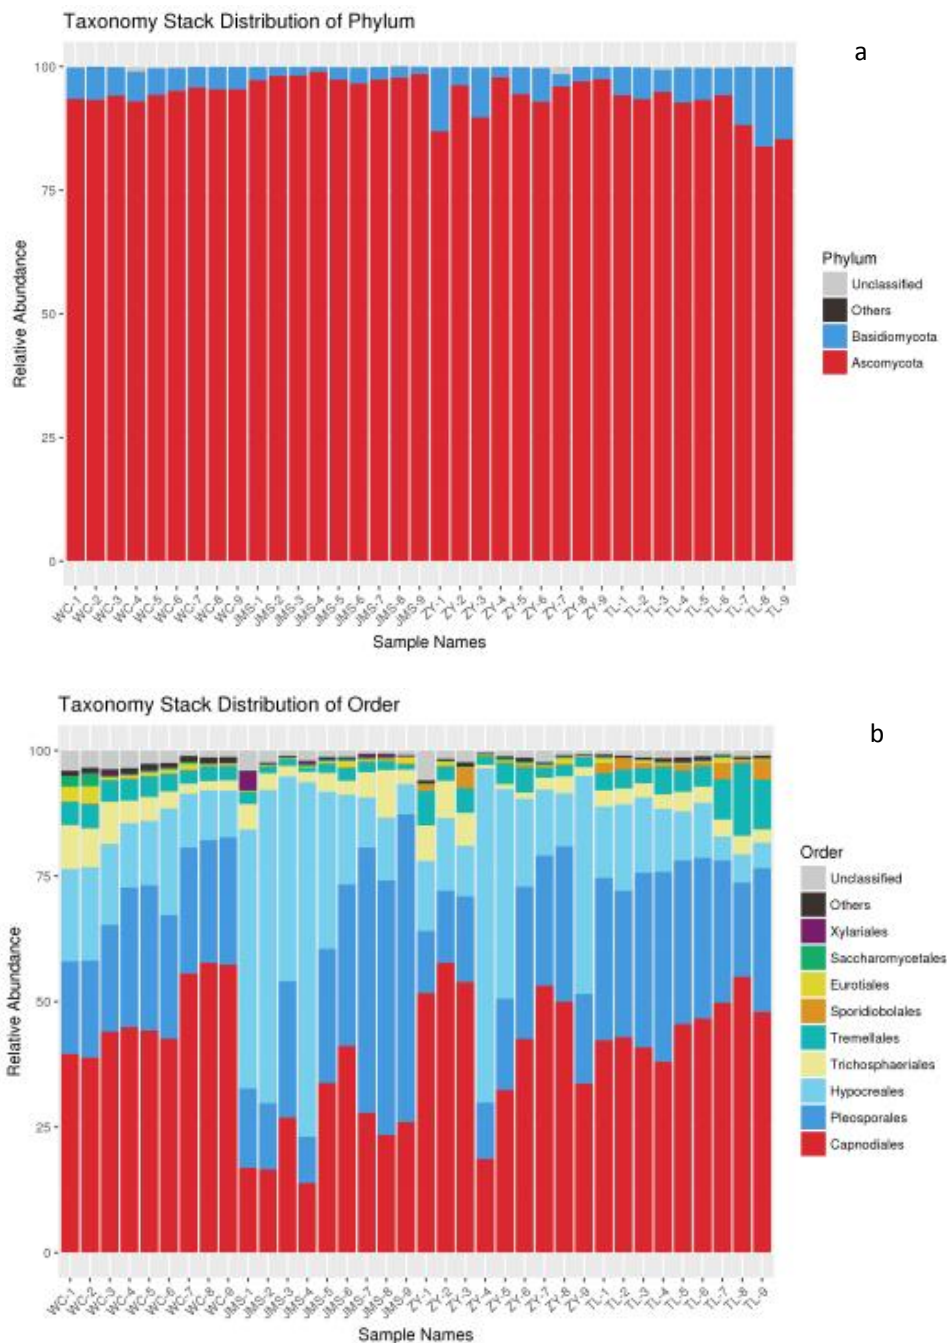 Taxonomy Stack Distribution of Phylum
a
100
75
50
25
0
Relative Abundance
WC-1 WC-2 WC-3 WC-4 WC-5 WC-6 WC-7 WC-8 WC-9 JMS-1 JMS-2 JMS-3 JMS-4 JMS-5 JMS-6 JMS-7 JMS-8 JMS-9 ZY-1 ZY-2 ZY-3 ZY-4 ZY-5 ZY-6 ZY-7 ZY-8 ZY-9 TL-1 TL-2 TL-3 TL-4 TL-5 TL-6 TL-7 TL-8 TL-9
Sample Names
Phylum
Unclassified
Others
Basidiomycota
Ascomycota
Taxonomy Stack Distribution of Order
b
100
75
50
25
0
Relative Abundance
WC-1 WC-2 WC-3 WC-4 WC-5 WC-6 WC-7 WC-8 WC-9 JMS-1 JMS-2 JMS-3 JMS-4 JMS-5 JMS-6 JMS-7 JMS-8 JMS-9 ZY-1 ZY-2 ZY-3 ZY-4 ZY-5 ZY-6 ZY-7 ZY-8 ZY-9 TL-1 TL-2 TL-3 TL-4 TL-5 TL-6 TL-7 TL-8 TL-9
Sample Names
Order
Unclassified
Others
Xylariales
Saccharomycetales
Eurotiales
Sporidiobolales
Tremellales
Trichosphaeriales
Hypocreales
Pleosporales
Capnodiales